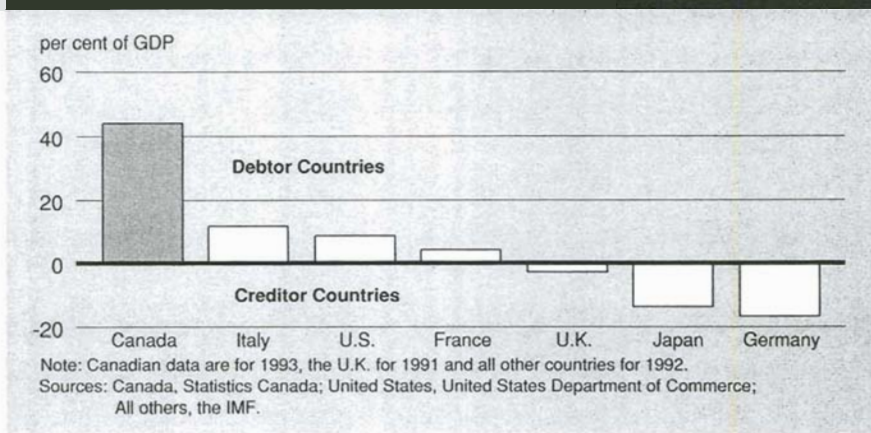 per cent of GDP
60
40
Debtor Countries
20
0
Creditor Countries
-20
Canada Italy U.S. France U.K. Japan Germany
Note: Canadian data are for 1993, the U.K. for 1991 and all other countries for 1992.
Sources: Canada, Statistics Canada; United States, United States Department of Commerce;
All others, the IMF.